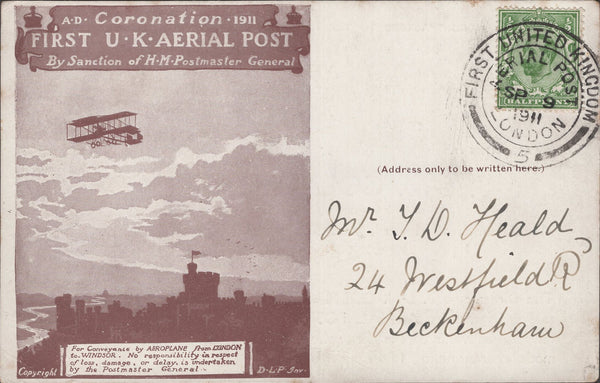 A·D· Coronation · 1911
FIRST U·K·AERIAL POST
By Sanction of H·M·Postmaster General
For Conveyance by AEROPLANE from LONDON
to WINDSOR. No responsibility in respect
of loss, damage, or delay, is undertaken
by the Postmaster General.
Copyright
HALFPENNY
FIRST UNITED KINGDOM
AERIAL POST
SP 9
1911
LONDON
5
(Address only to be written here.)
Mr T. D. Heald,
24 Westfield Rd
Beckenham